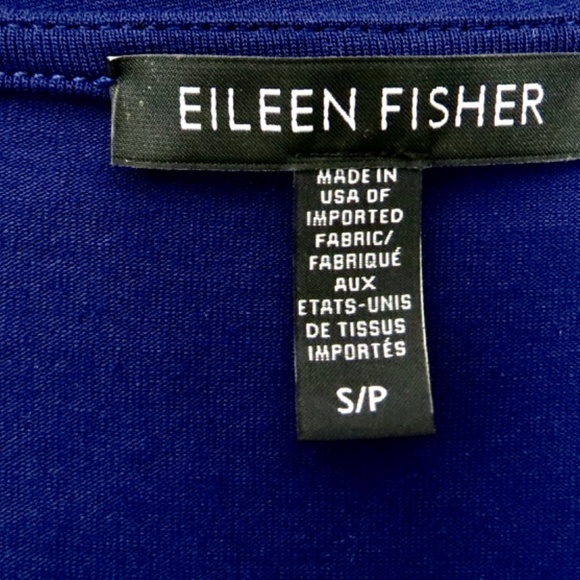 EILEEN FISHER
MADE IN
USA OF
IMPORTED
FABRIC/
FABRIQUÉ
AUX
ETATS-UNIS
DE TISSUS
IMPORTÉS
S/P